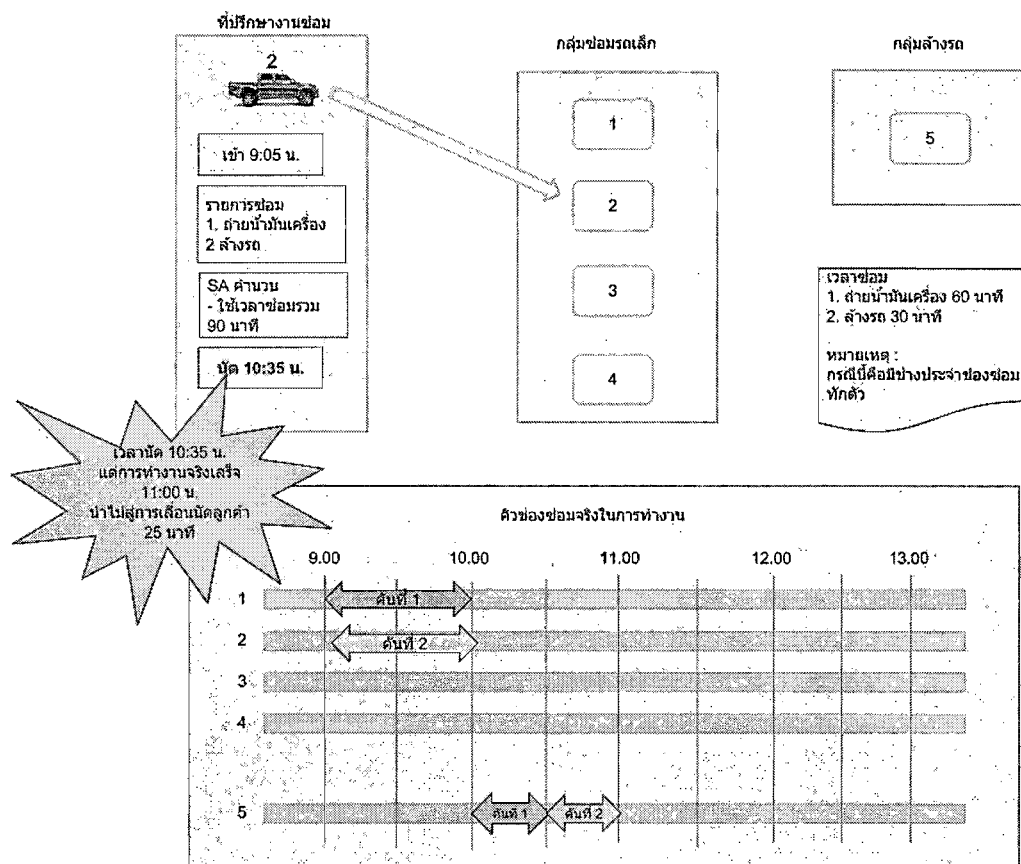 ที่ปรึกษางานซ่อม
2
เข้า 9:05 น.
รายการซ่อม
1. ถ่ายน้ำมันเครื่อง
2 ล้างรถ
SA คำนวน
- ใช้เวลาซ่อมรวม
90 นาที
นัด 10:35 น.
กลุ่มซ่อมรถเล็ก
1
2
3
4
กลุ่มล้างรถ
5
เวลาซ่อม
1. ถ่ายน้ำมันเครื่อง 60 นาที
2. ล้างรถ 30 นาที
หมายเหตุ :
กรณีนี้คือมีช่างประจำช่องซ่อม
ทุกตัว
เวลานัด 10:35 น.
แต่การทำงานจริงเสร็จ
11:00 น.
นำไปสู่การเลื่อนนัดลูกค้า
25 นาที
คิวช่องซ่อมจริงในการทำงาน
9.00 10.00 11.00 12.00 13.00
1 คันที่ 1
2 คันที่ 2
3
4
5 คันที่ 1 คันที่ 2